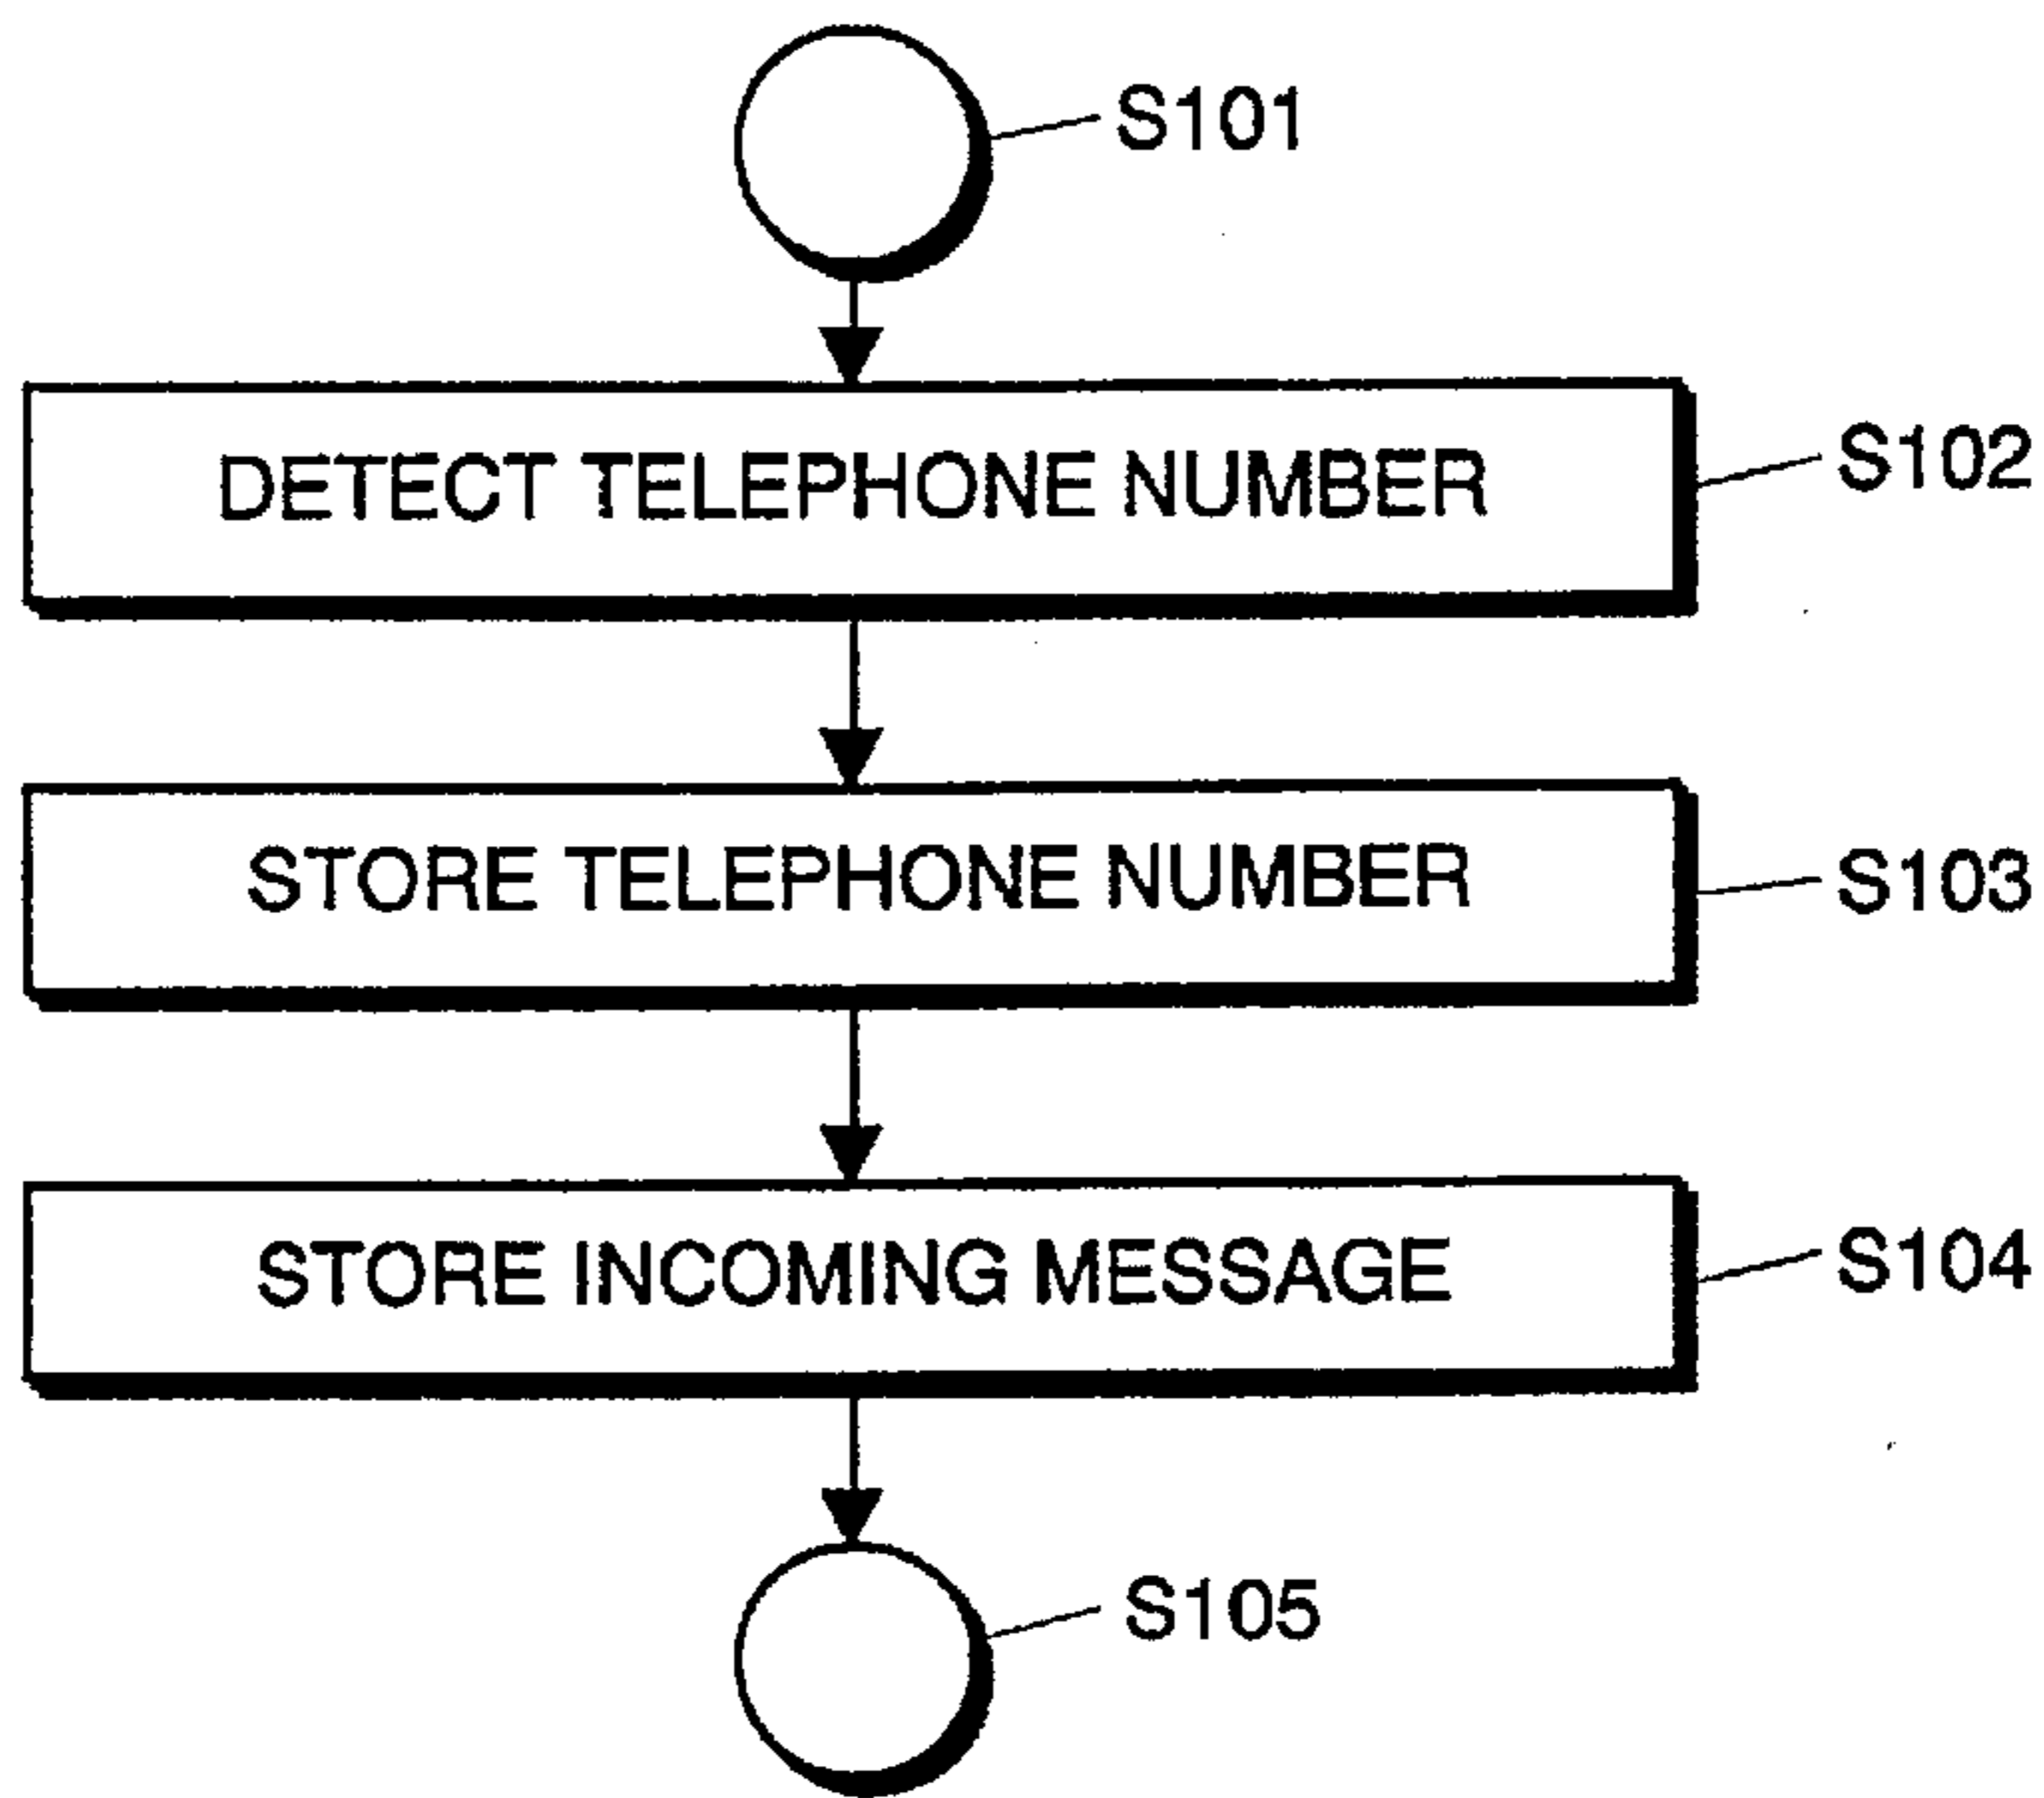 S101
DETECT TELEPHONE NUMBER
S102
STORE TELEPHONE NUMBER
S103
STORE INCOMING MESSAGE
S104
S105